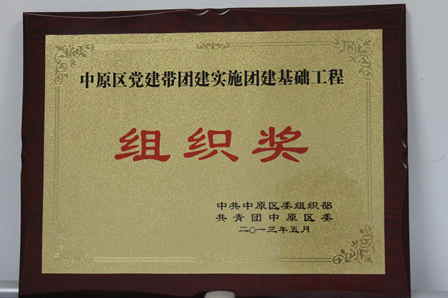 中原区党建带团建实施团建基础工程
组织奖
中共中原区委组织部
共青团中原区委
二〇一三年五月